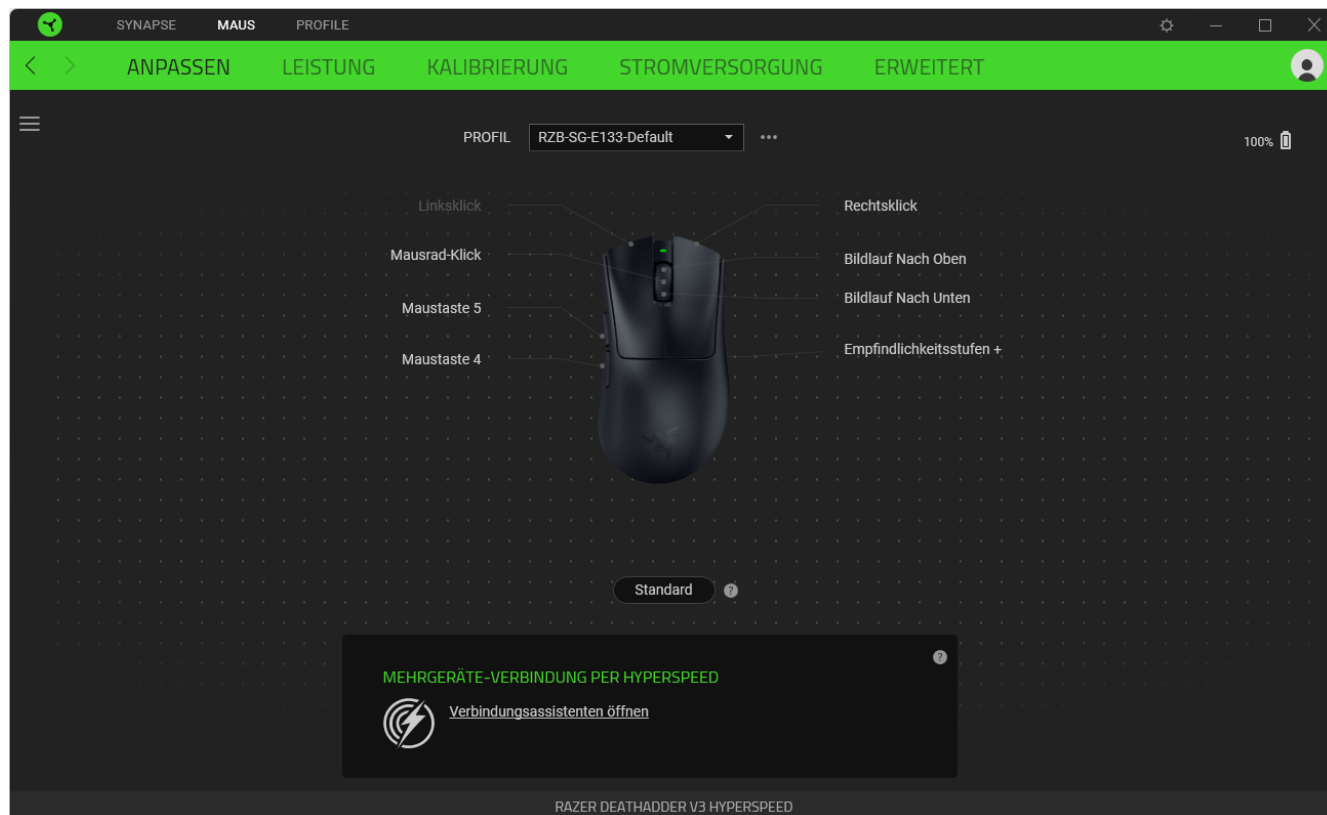 SYNAPSE MAUS PROFILE
ANPASSEN LEISTUNG KALIBRIERUNG STROMVERSORGUNG ERWEITERT
PROFIL RZB-SG-E133-Default
100%
Linksklick
Rechtsklick
Mausrad-Klick
Bildlauf Nach Oben
Maustaste 5
Bildlauf Nach Unten
Maustaste 4
Empfindlichkeitsstufen +
Standard ?
?
MEHRGERÄTE-VERBINDUNG PER HYPERSPEED
Verbindungsassistenten öffnen
RAZER DEATHADDER V3 HYPERSPEED